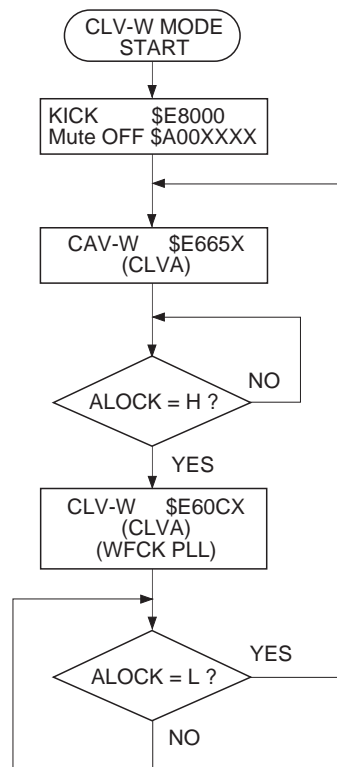 CLV-W MODE
START
KICK $E8000
Mute OFF $A00XXXX
CAV-W $E665X
(CLVA)
NO
ALOCK = H ?
YES
CLV-W $E60CX
(CLVA)
(WFCK PLL)
YES
ALOCK = L ?
NO